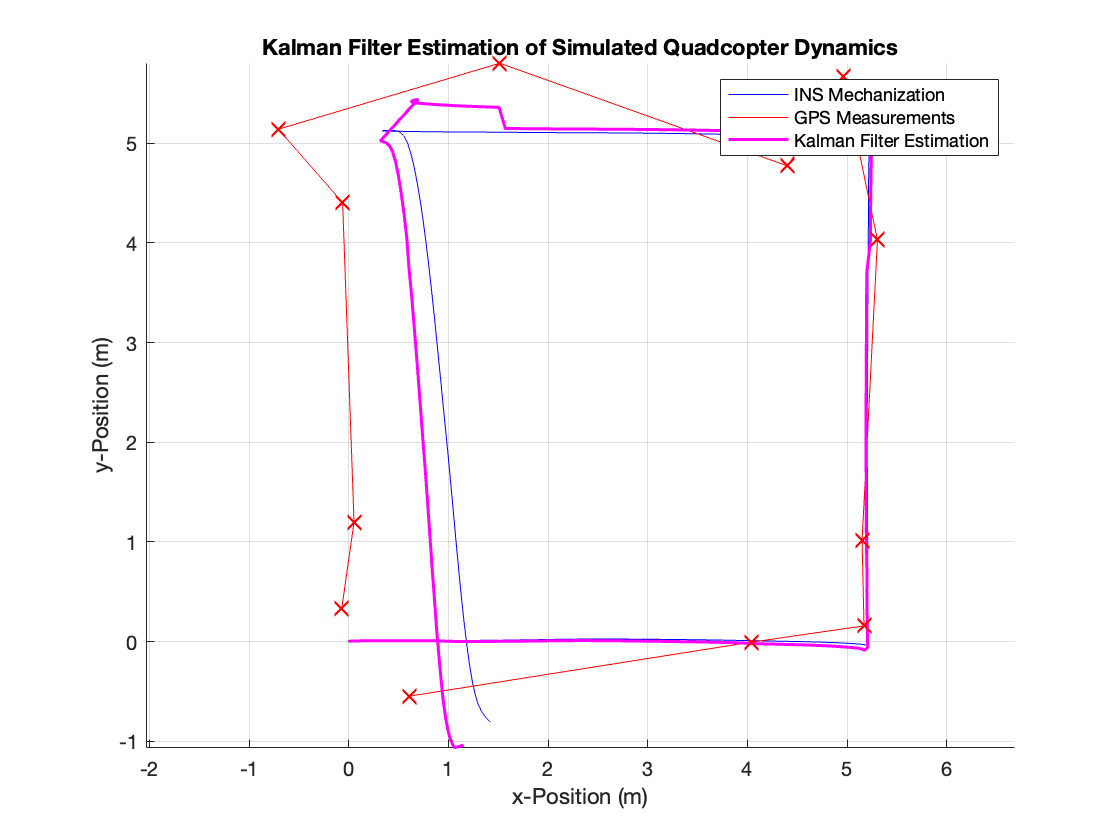 Kalman Filter Estimation of Simulated Quadcopter Dynamics
INS Mechanization
GPS Measurements
Kalman Filter Estimation
5
4
3
2
1
0
-1
y-Position (m)
-2 -1 0 1 2 3 4 5 6
x-Position (m)